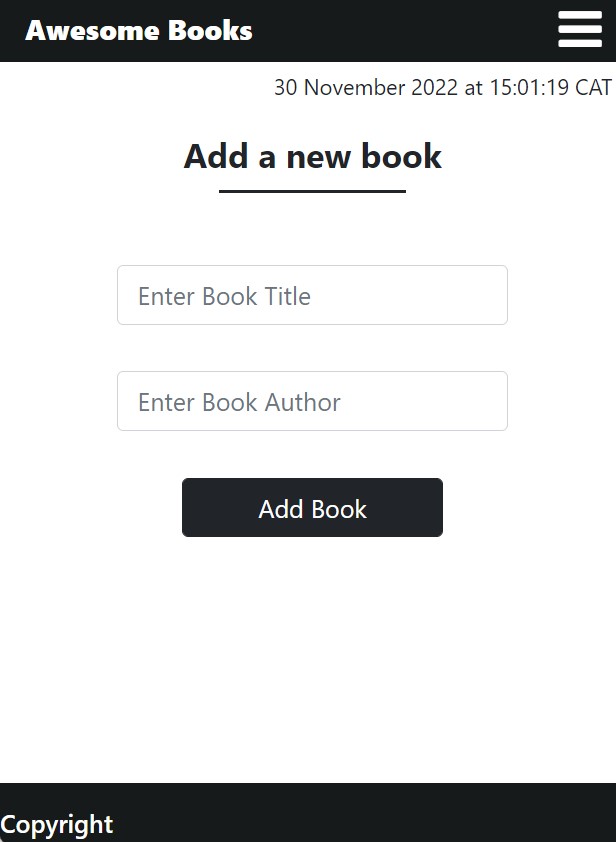 Awesome Books
30 November 2022 at 15:01:19 CAT
Add a new book
Enter Book Title
Enter Book Author
Add Book
Copyright